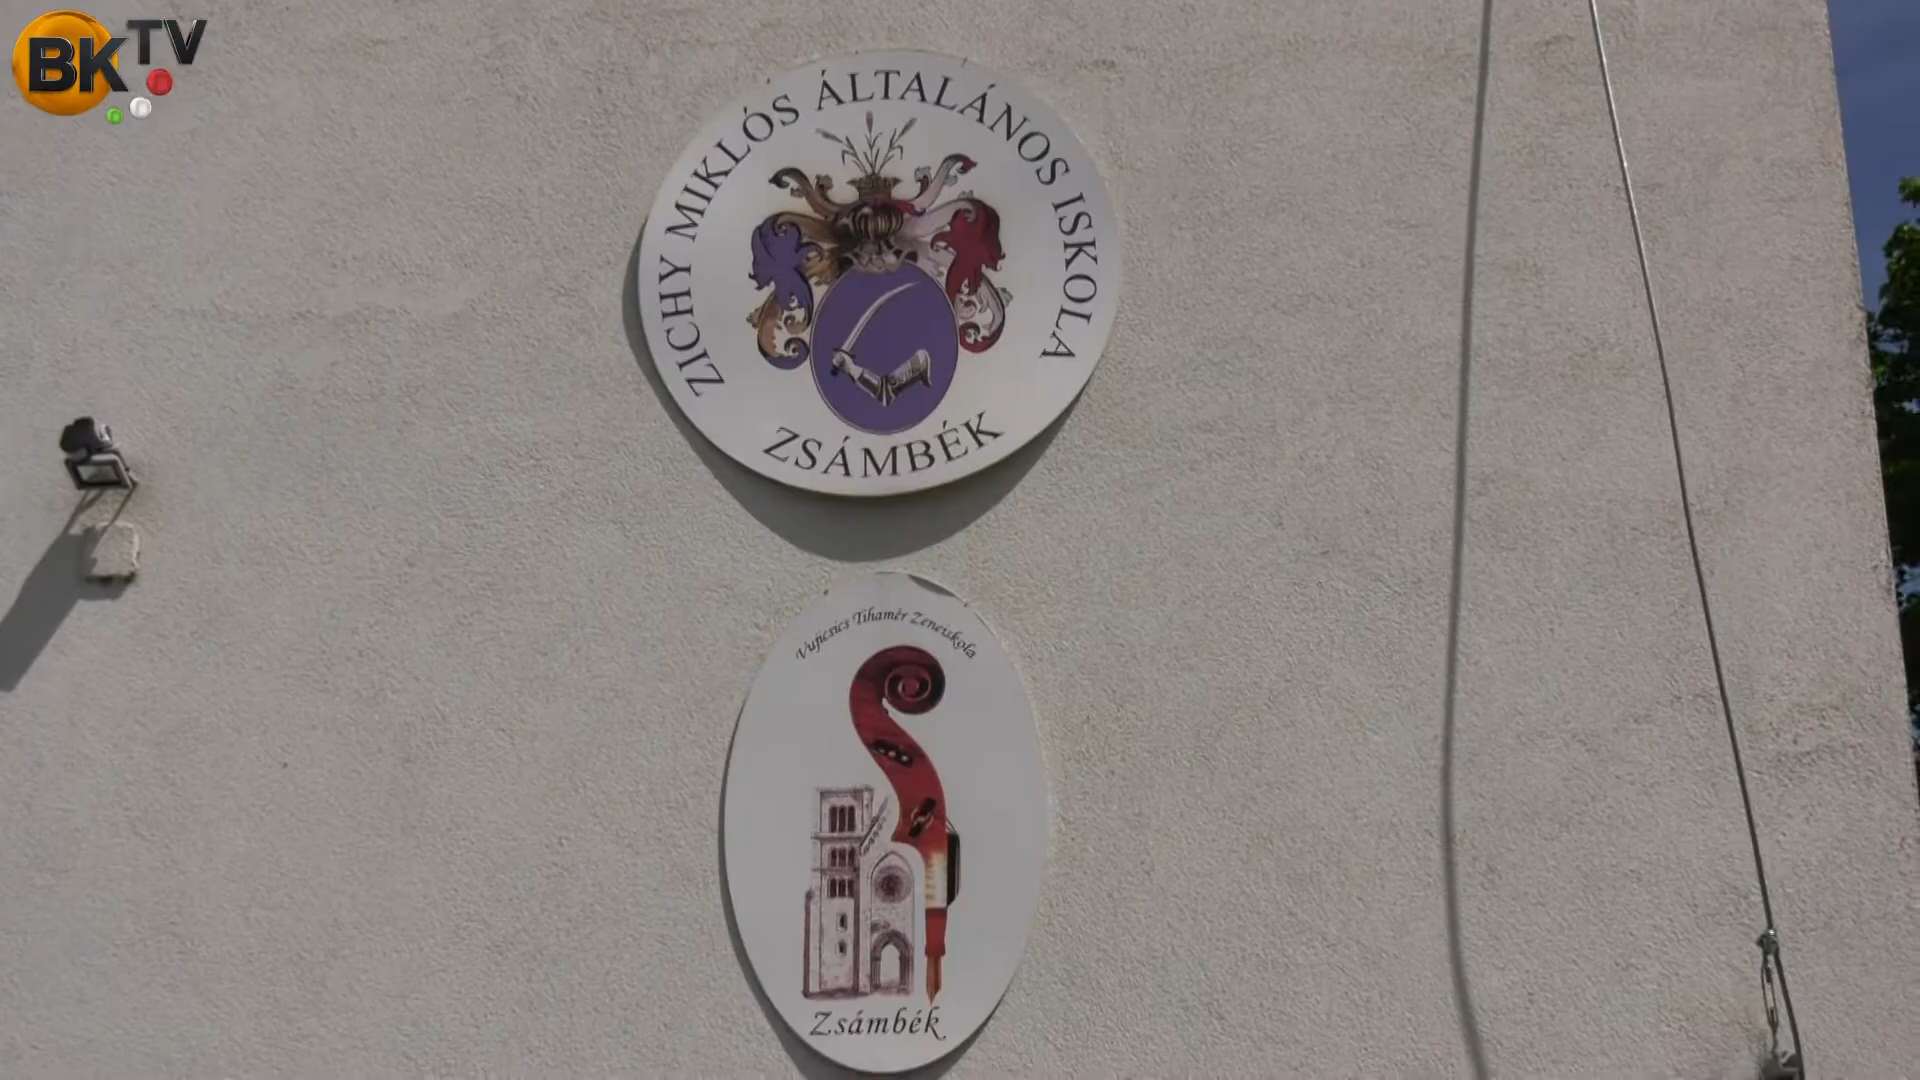 BKTV
ZICHY MIKLÓS ÁLTALÁNOS ISKOLA
ZSÁMBÉK
Vujicsics Tihamér Zeneiskola
Zsámbék